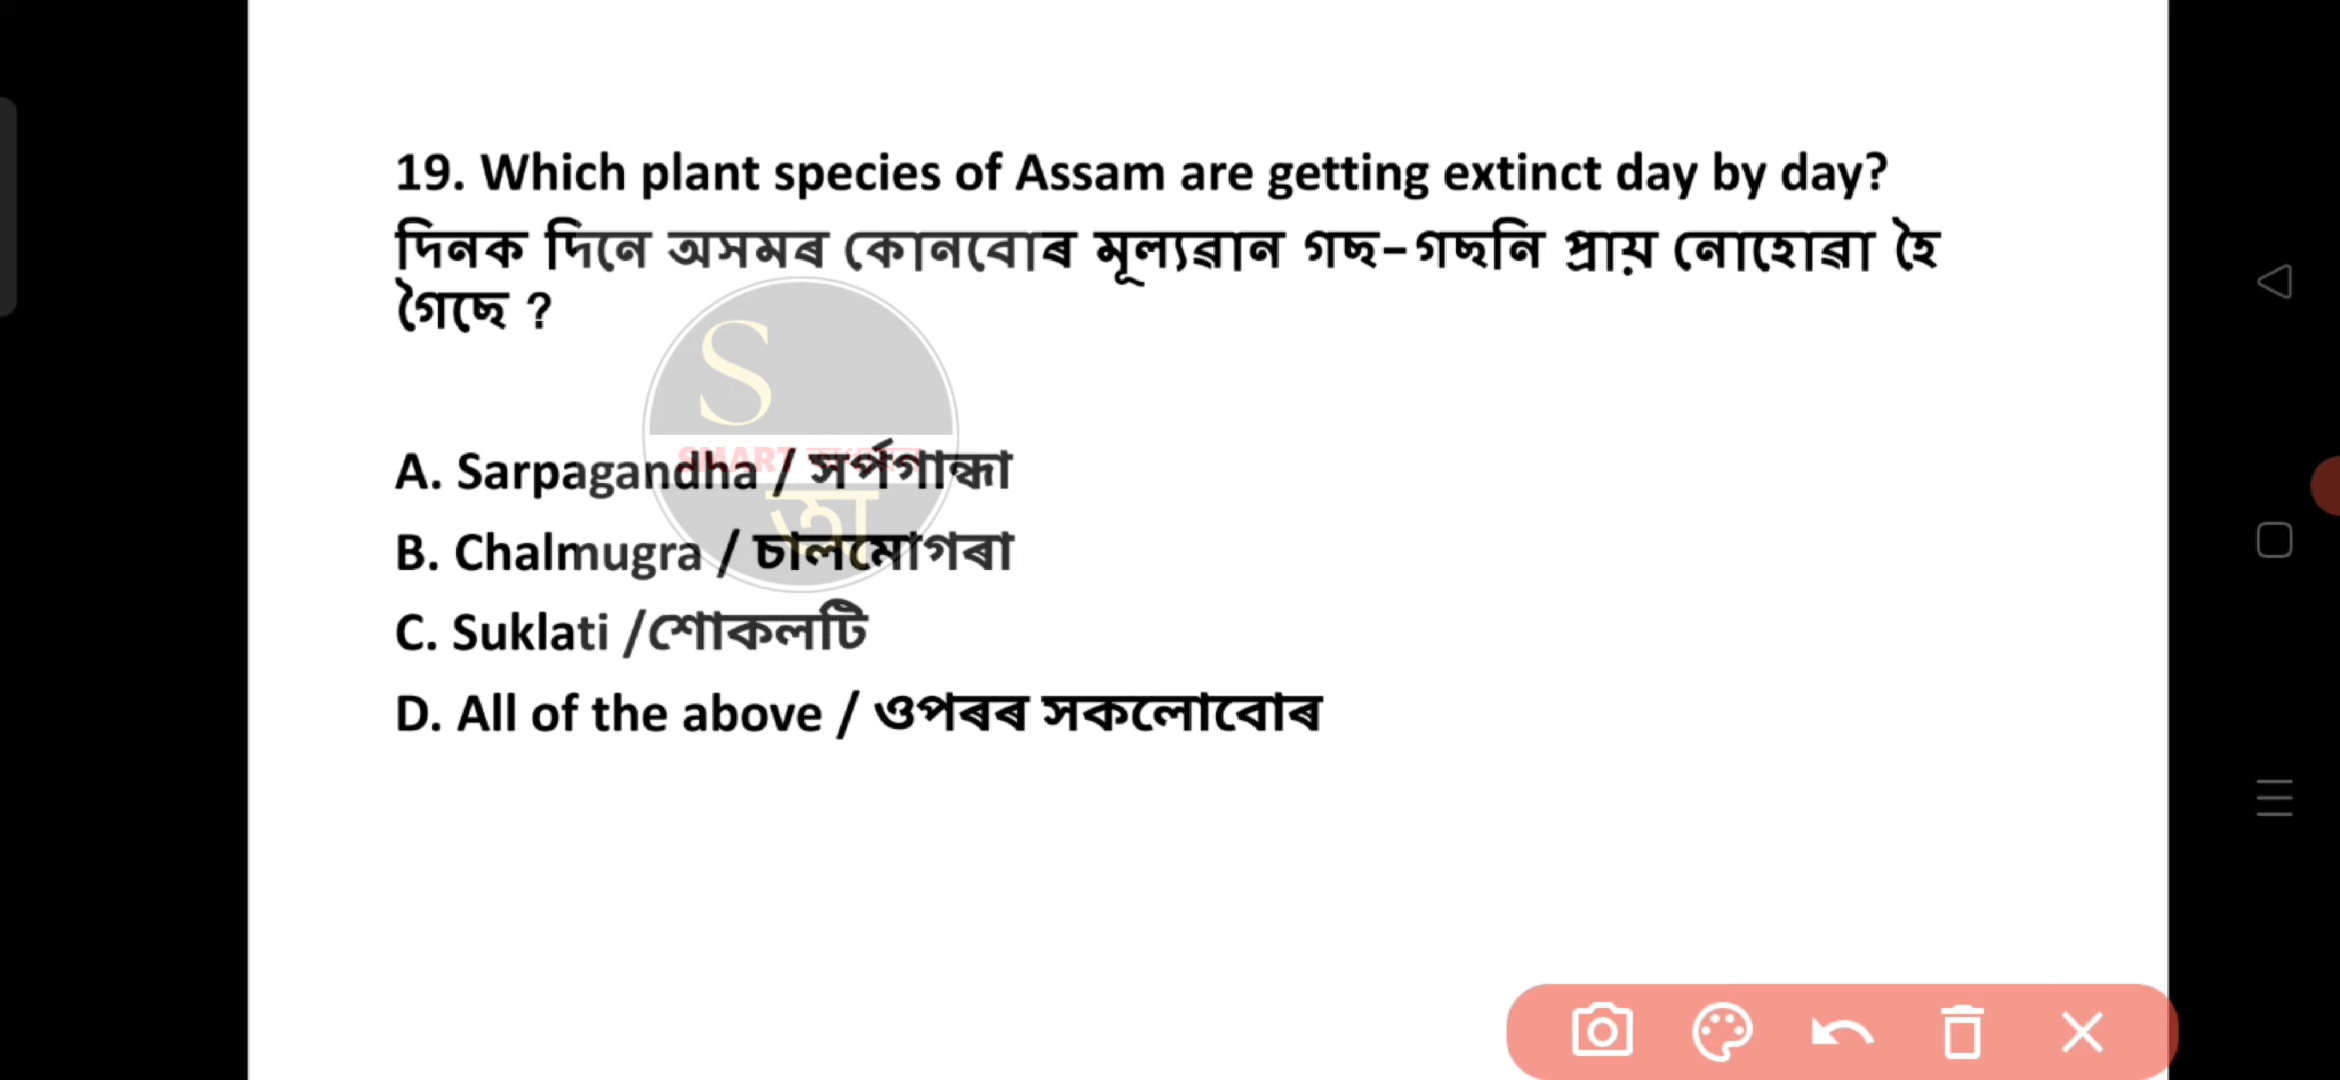 19. Which plant species of Assam are getting extinct day by day?
দিনক দিনে অসমৰ কোনবোৰ মূল্যৱান গছ-গছনি প্ৰায় নোহোৱা হৈ
গৈছে ?
S
SMART
অ
A. Sarpagandha / সৰ্পগান্ধা
B. Chalmugra / চালমোগৰা
C. Suklati /শোকলটি
D. All of the above / ওপৰৰ সকলোবোৰ